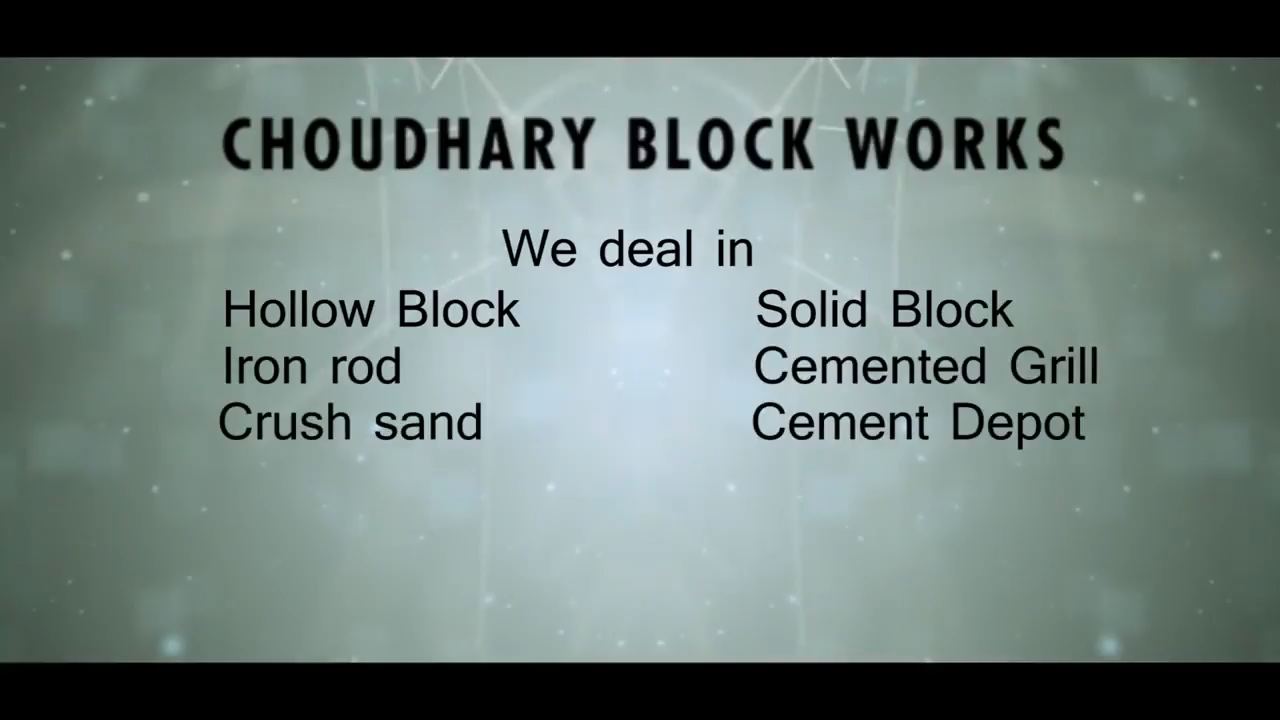 CHOUDHARY BLOCK WORKS
We deal in
Hollow Block Solid Block
Iron rod Cemented Grill
Crush sand Cement Depot